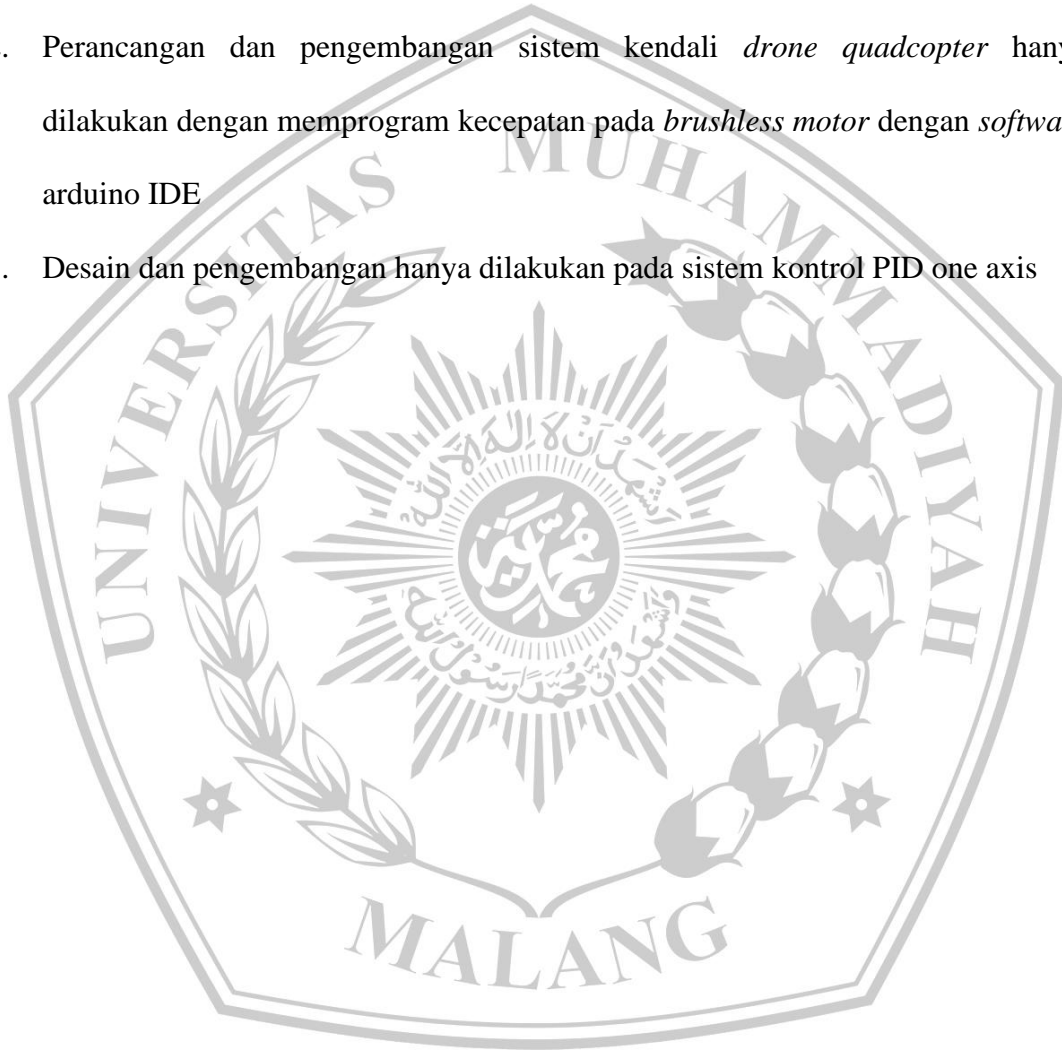 . Perancangan dan pengembangan sistem kendali drone quadcopter
dilakukan dengan memprogram kecepatan pada brushless motor dengan
arduino IDE
. Desain dan pengembangan hanya dilakukan pada sistem kontrol PID one axis
UNIVERSITAS MUHAMMADIYAH
MALANG